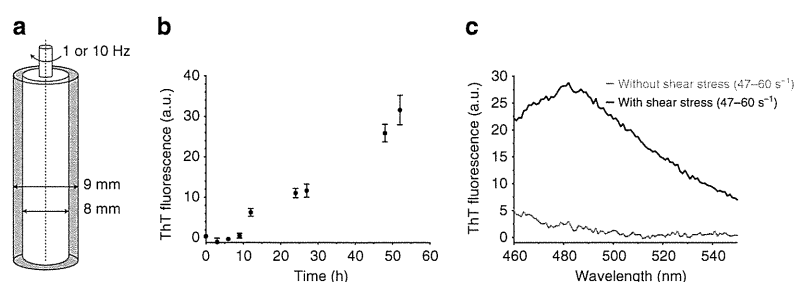 a
1 or 10 Hz
9 mm
8 mm
b
ThT fluorescence (a.u.)
40
30
20
10
0
0 10 20 30 40 50 60
Time (h)
c
ThT fluorescence (a.u.)
30
25
20
15
10
5
0
460 480 500 520 540
Wavelength (nm)
Without shear stress (47–60 s⁻¹)
With shear stress (47–60 s⁻¹)